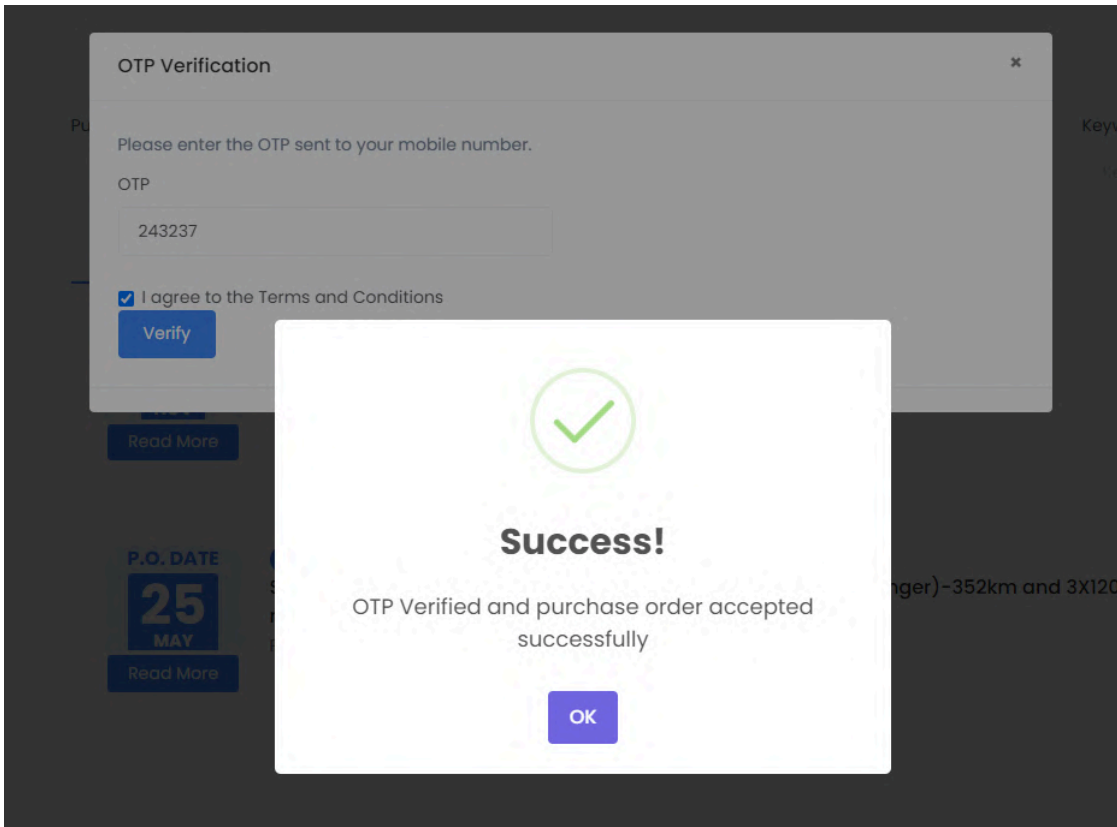 OTP Verification
×
Please enter the OTP sent to your mobile number.
OTP
243237
I agree to the Terms and Conditions
Verify
Read More
Success!
P.O. DATE
25
MAY
nger)-352km and 3X120
OTP Verified and purchase order accepted
successfully
Read More
OK